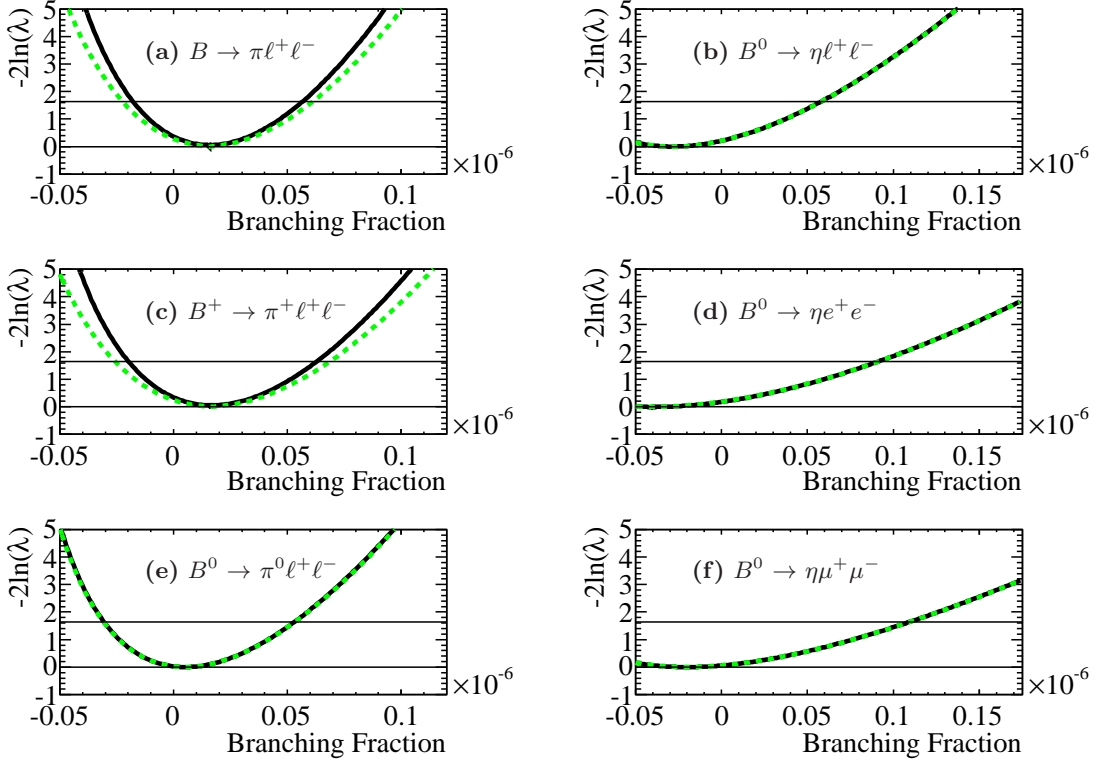 -2ln(λ)
5
4
3
2
1
0
-1
(a) B → πℓ⁺ℓ⁻
-0.05 0 0.05 0.1
×10⁻⁶
Branching Fraction
-2ln(λ)
5
4
3
2
1
0
-1
(b) B⁰ → ηℓ⁺ℓ⁻
-0.05 0 0.05 0.1 0.15
×10⁻⁶
Branching Fraction
-2ln(λ)
5
4
3
2
1
0
-1
(c) B⁺ → π⁺ℓ⁺ℓ⁻
-0.05 0 0.05 0.1
×10⁻⁶
Branching Fraction
-2ln(λ)
5
4
3
2
1
0
-1
(d) B⁰ → ηe⁺e⁻
-0.05 0 0.05 0.1 0.15
×10⁻⁶
Branching Fraction
-2ln(λ)
5
4
3
2
1
0
-1
(e) B⁰ → π⁰ℓ⁺ℓ⁻
-0.05 0 0.05 0.1
×10⁻⁶
Branching Fraction
-2ln(λ)
5
4
3
2
1
0
-1
(f) B⁰ → ημ⁺μ⁻
-0.05 0 0.05 0.1 0.15
×10⁻⁶
Branching Fraction